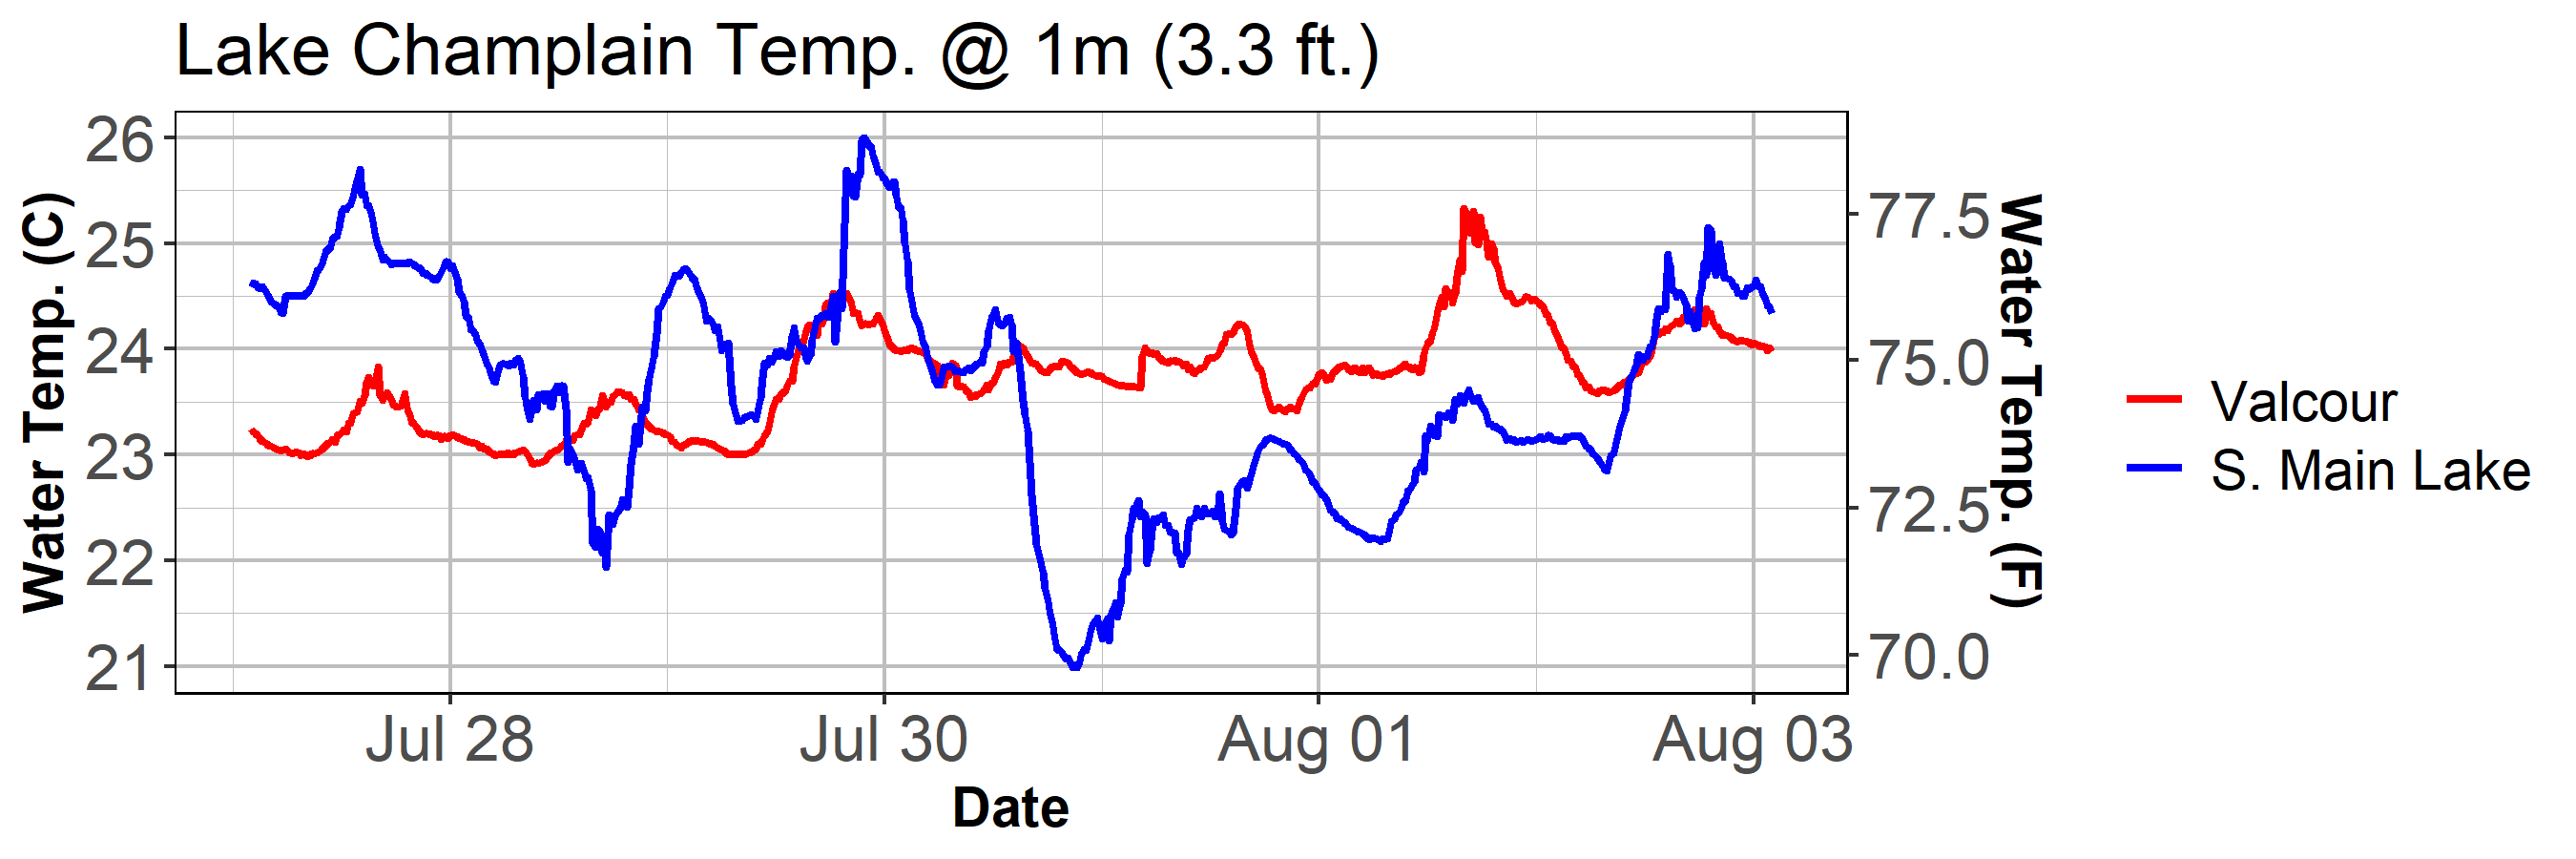 Lake Champlain Temp. @ 1m (3.3 ft.)
Water Temp. (C)
26
25
24
23
22
21
77.5
75.0
72.5
70.0
Water Temp. (F)
Jul 28
Jul 30
Aug 01
Aug 03
Date
Valcour
S. Main Lake